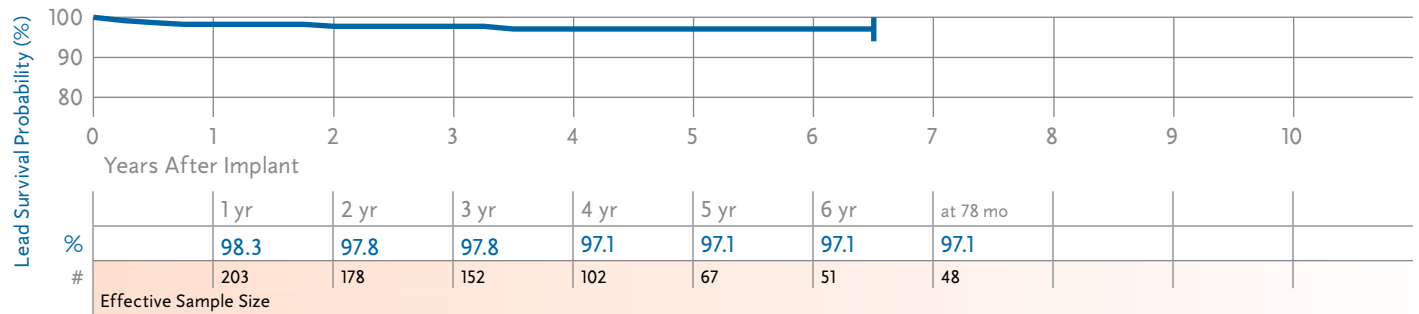 Lead Survival Probability (%)
100
90
80
0 1 2 3 4 5 6 7 8 9 10
Years After Implant
1 yr 2 yr 3 yr 4 yr 5 yr 6 yr at 78 mo
% 98.3 97.8 97.8 97.1 97.1 97.1 97.1
# 203 178 152 102 67 51 48
Effective Sample Size